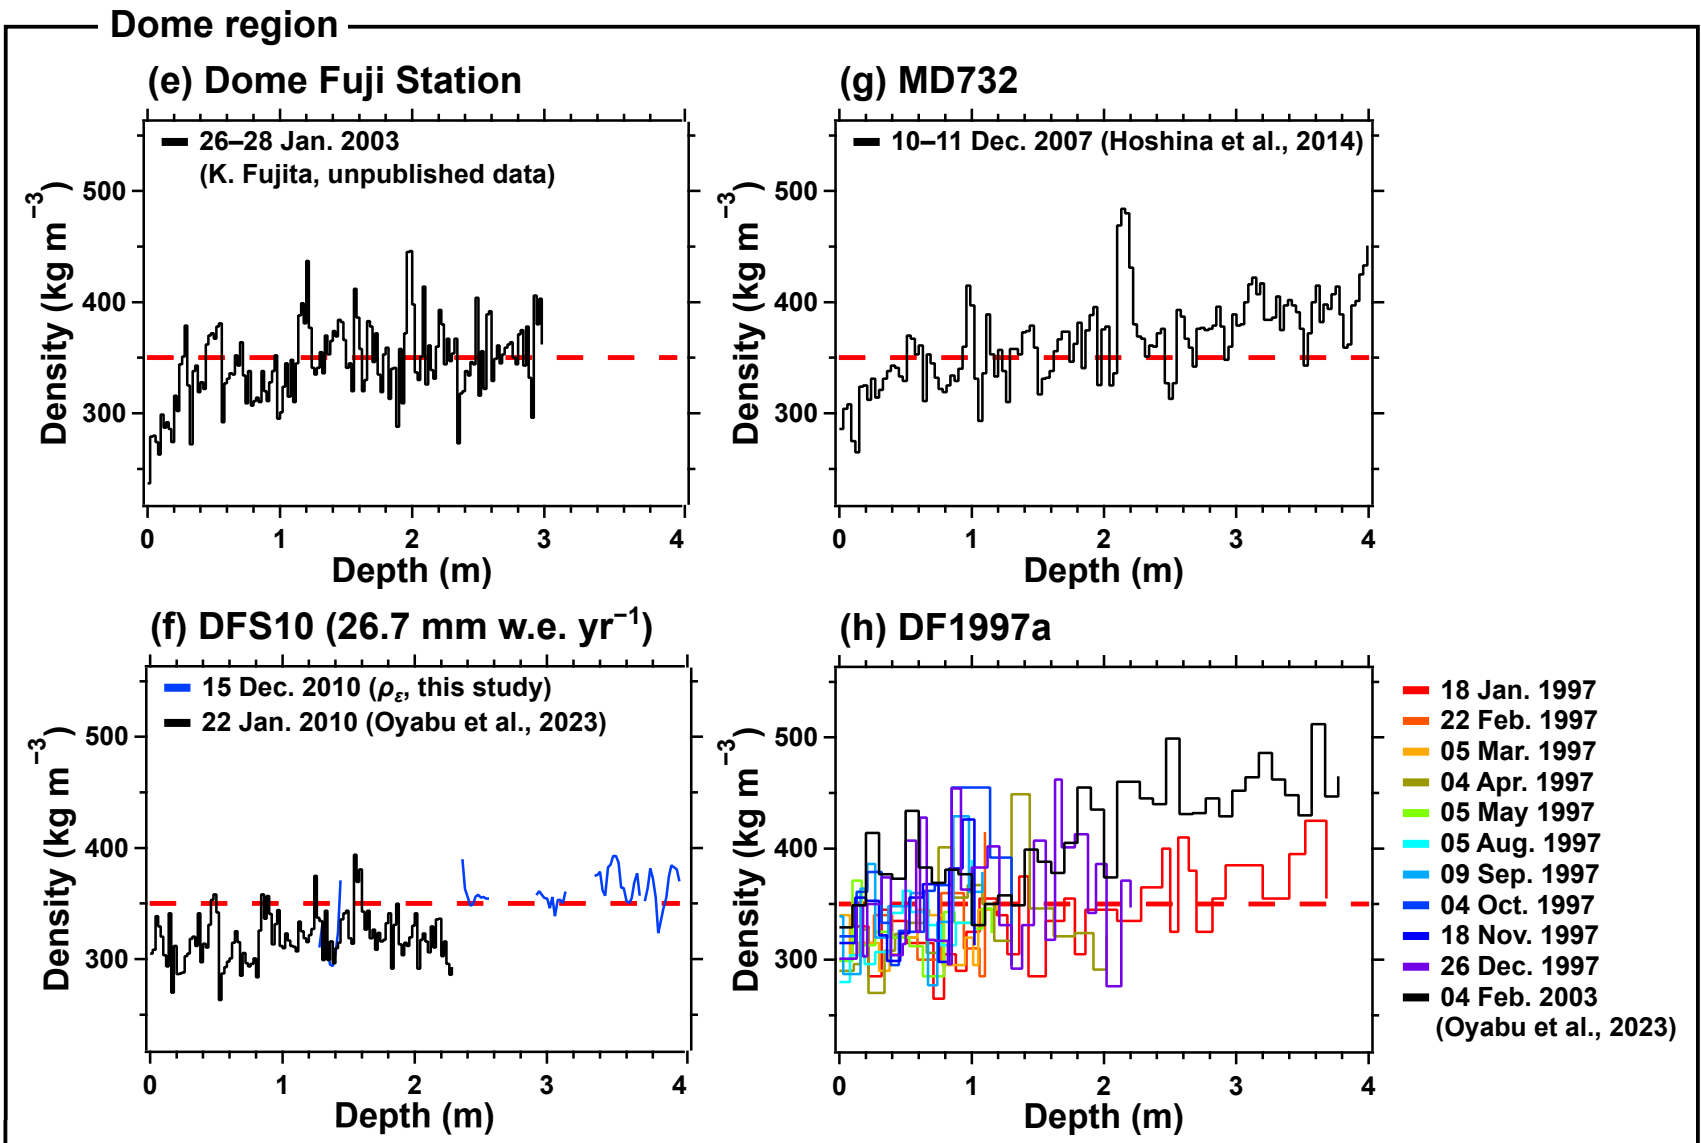 Dome region
(e) Dome Fuji Station
26–28 Jan. 2003
(K. Fujita, unpublished data)
Density (kg m⁻³)
500
400
300
0 1 2 3 4
Depth (m)
(g) MD732
10–11 Dec. 2007 (Hoshina et al., 2014)
Density (kg m⁻³)
500
400
300
0 1 2 3 4
Depth (m)
(f) DFS10 (26.7 mm w.e. yr⁻¹)
15 Dec. 2010 (ρε, this study)
22 Jan. 2010 (Oyabu et al., 2023)
Density (kg m⁻³)
500
400
300
0 1 2 3 4
Depth (m)
(h) DF1997a
Density (kg m⁻³)
500
400
300
0 1 2 3 4
Depth (m)
18 Jan. 1997
22 Feb. 1997
05 Mar. 1997
04 Apr. 1997
05 May 1997
05 Aug. 1997
09 Sep. 1997
04 Oct. 1997
18 Nov. 1997
26 Dec. 1997
04 Feb. 2003
(Oyabu et al., 2023)